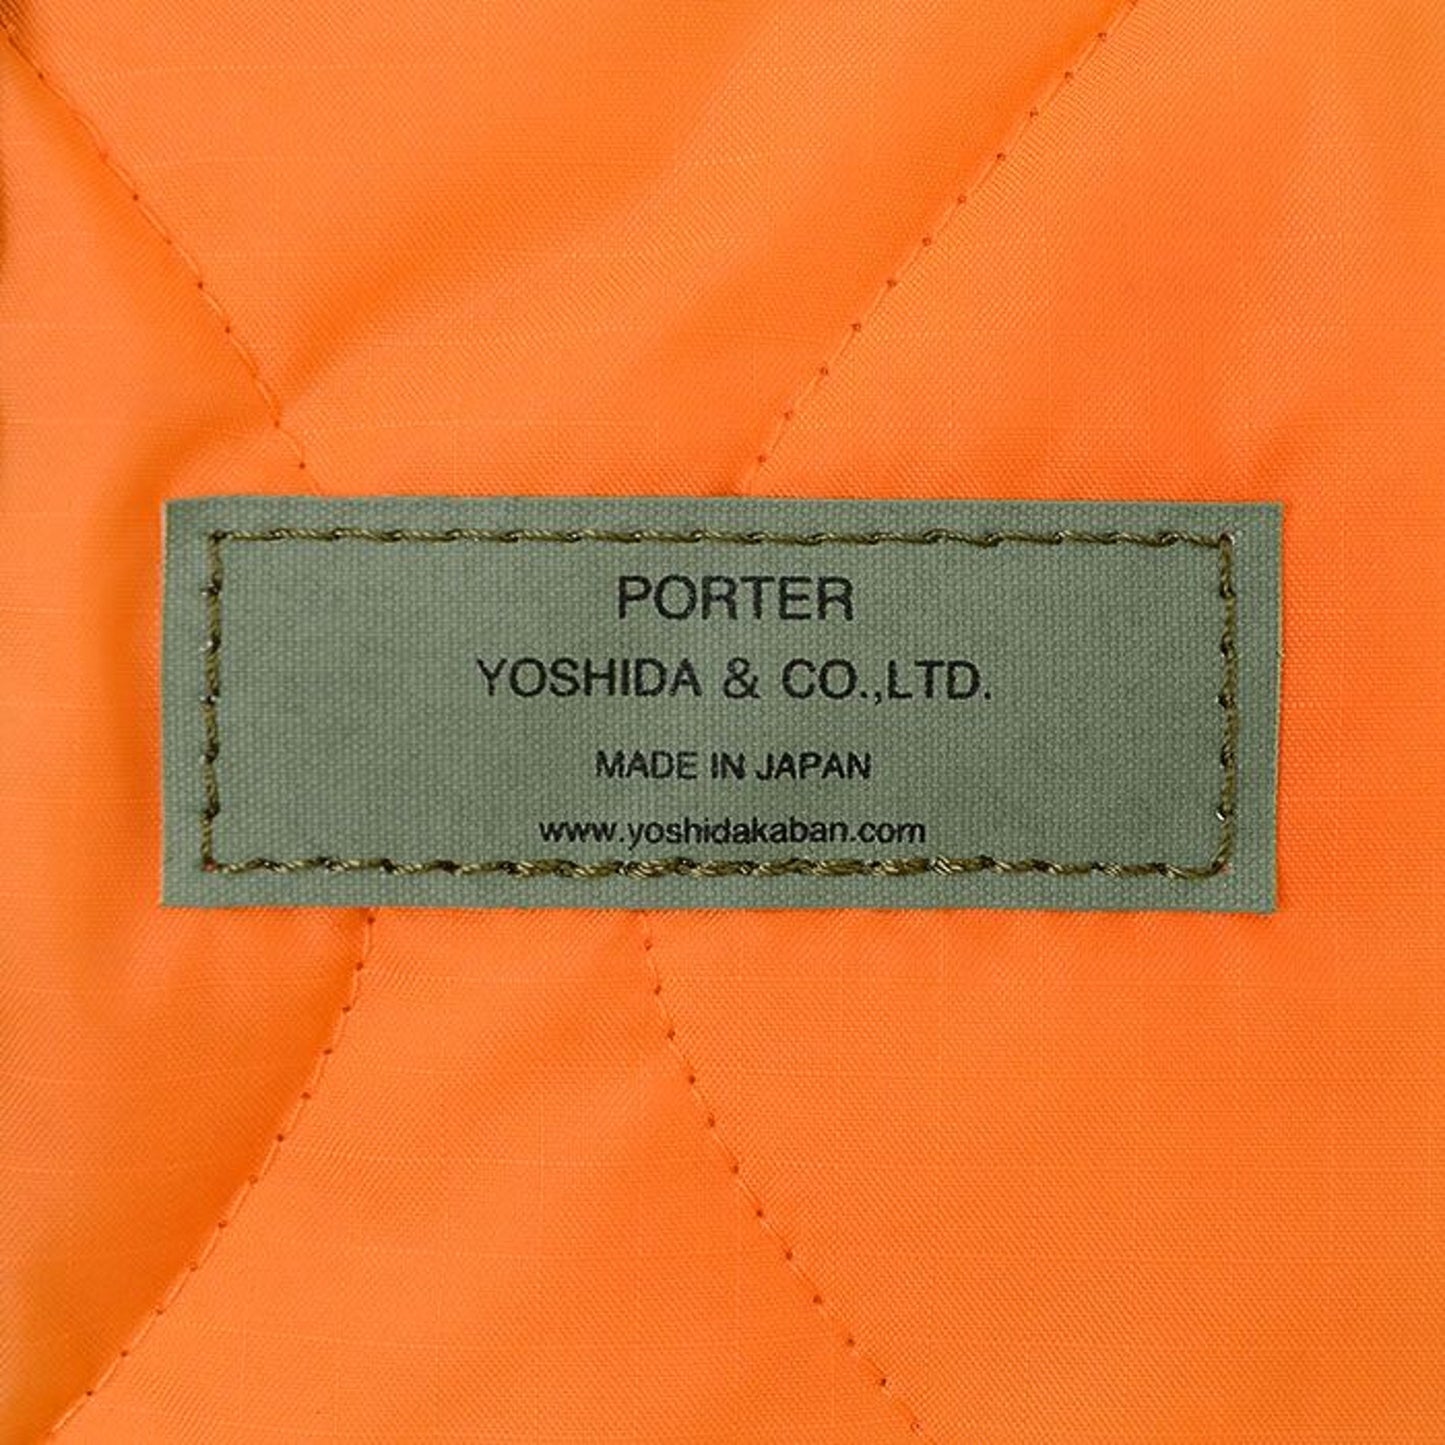 PORTER
YOSHIDA & CO.,LTD.
MADE IN JAPAN
www.yoshidakaban.com